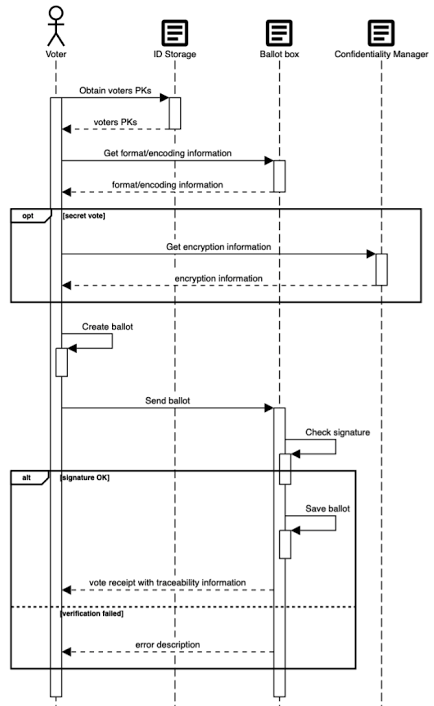 Voter
ID Storage
Ballot box
Confidentiality Manager
Obtain voters PKs
voters PKs
Get format/encoding information
format/encoding information
opt
[secret vote]
Get encryption information
encryption information
Create ballot
Send ballot
Check signature
alt
[signature OK]
Save ballot
vote receipt with traceability information
[verification failed]
error description